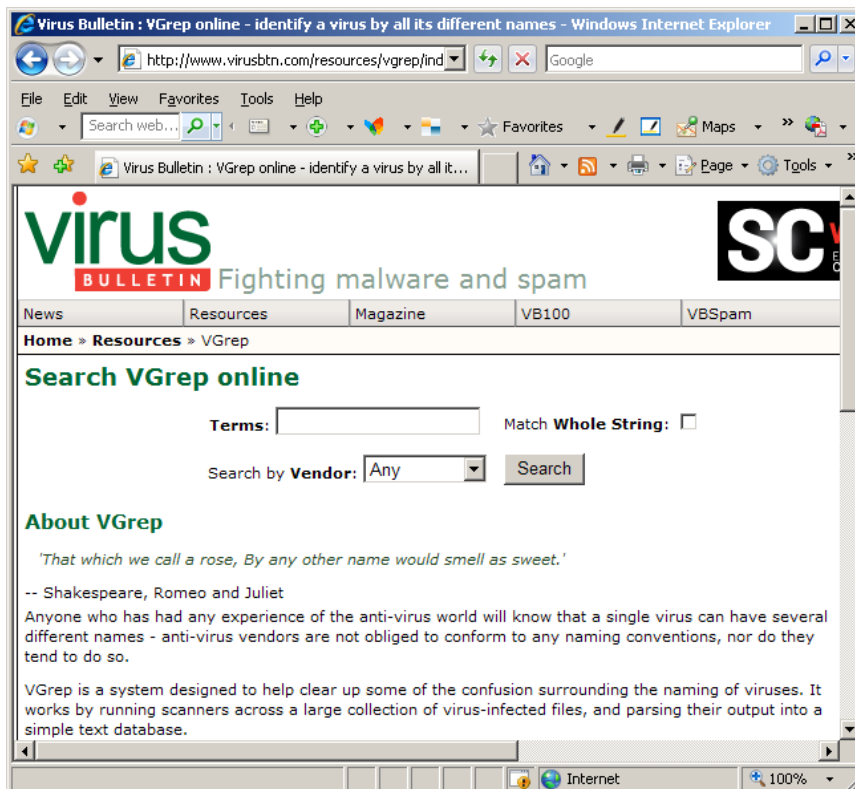 Virus Bulletin : VGrep online - identify a virus by all its different names - Windows Internet Explorer
http://www.virusbtn.com/resources/vgrep/ind
Google
File Edit View Favorites Tools Help
Search web...
Favorites
Maps
»
Virus Bulletin : VGrep online - identify a virus by all it...
Page
Tools
»
virus
BULLETIN
Fighting malware and spam
SC
News Resources Magazine VB100 VBSpam
Home » Resources » VGrep
Search VGrep online
Terms:
Match Whole String:
Search by Vendor: Any
Search
About VGrep
'That which we call a rose, By any other name would smell as sweet.'
-- Shakespeare, Romeo and Juliet
Anyone who has had any experience of the anti-virus world will know that a single virus can have several
different names - anti-virus vendors are not obliged to conform to any naming conventions, nor do they
tend to do so.
VGrep is a system designed to help clear up some of the confusion surrounding the naming of viruses. It
works by running scanners across a large collection of virus-infected files, and parsing their output into a
simple text database.
Internet
100%